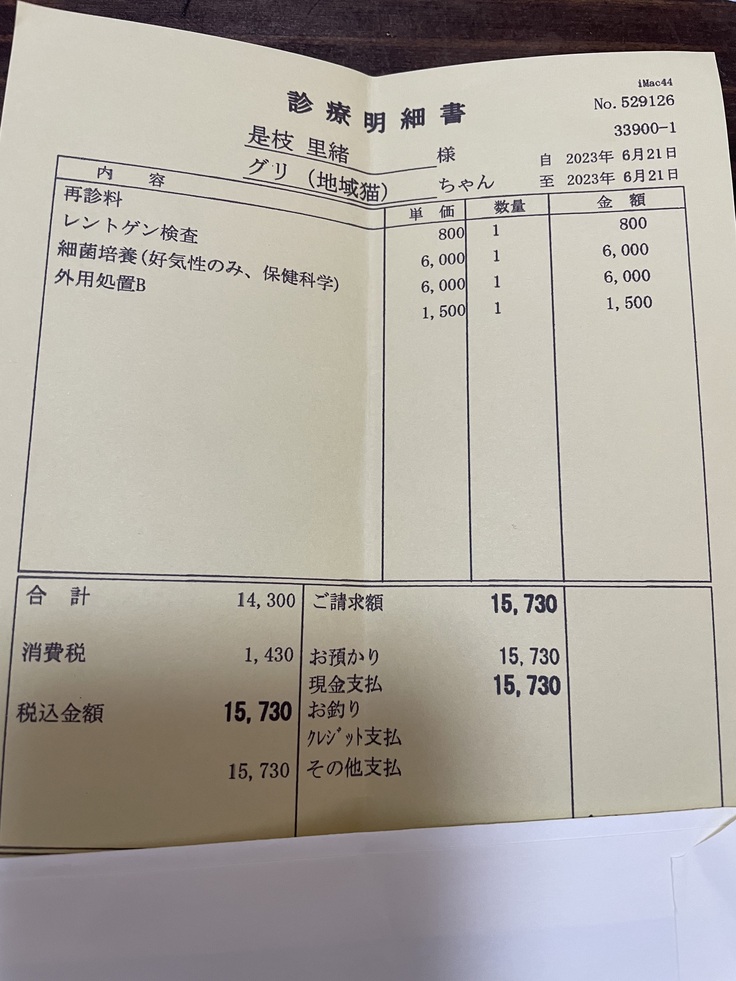 iMac44
診療明細書
No. 529126
33900-1
是枝 里緒 様
自 2023年 6月21日
グリ (地域猫) ちゃん
至 2023年 6月21日
内 容 単 価 数量 金 額
再診料 800 1 800
レントゲン検査 6,000 1 6,000
細菌培養(好気性のみ、保健科学) 6,000 1 6,000
外用処置B 1,500 1 1,500
合 計 14,300 ご請求額 15,730
消費税 1,430 お預かり 15,730
現金支払 15,730
税込金額 15,730 お釣り
クレジット支払
15,730 その他支払